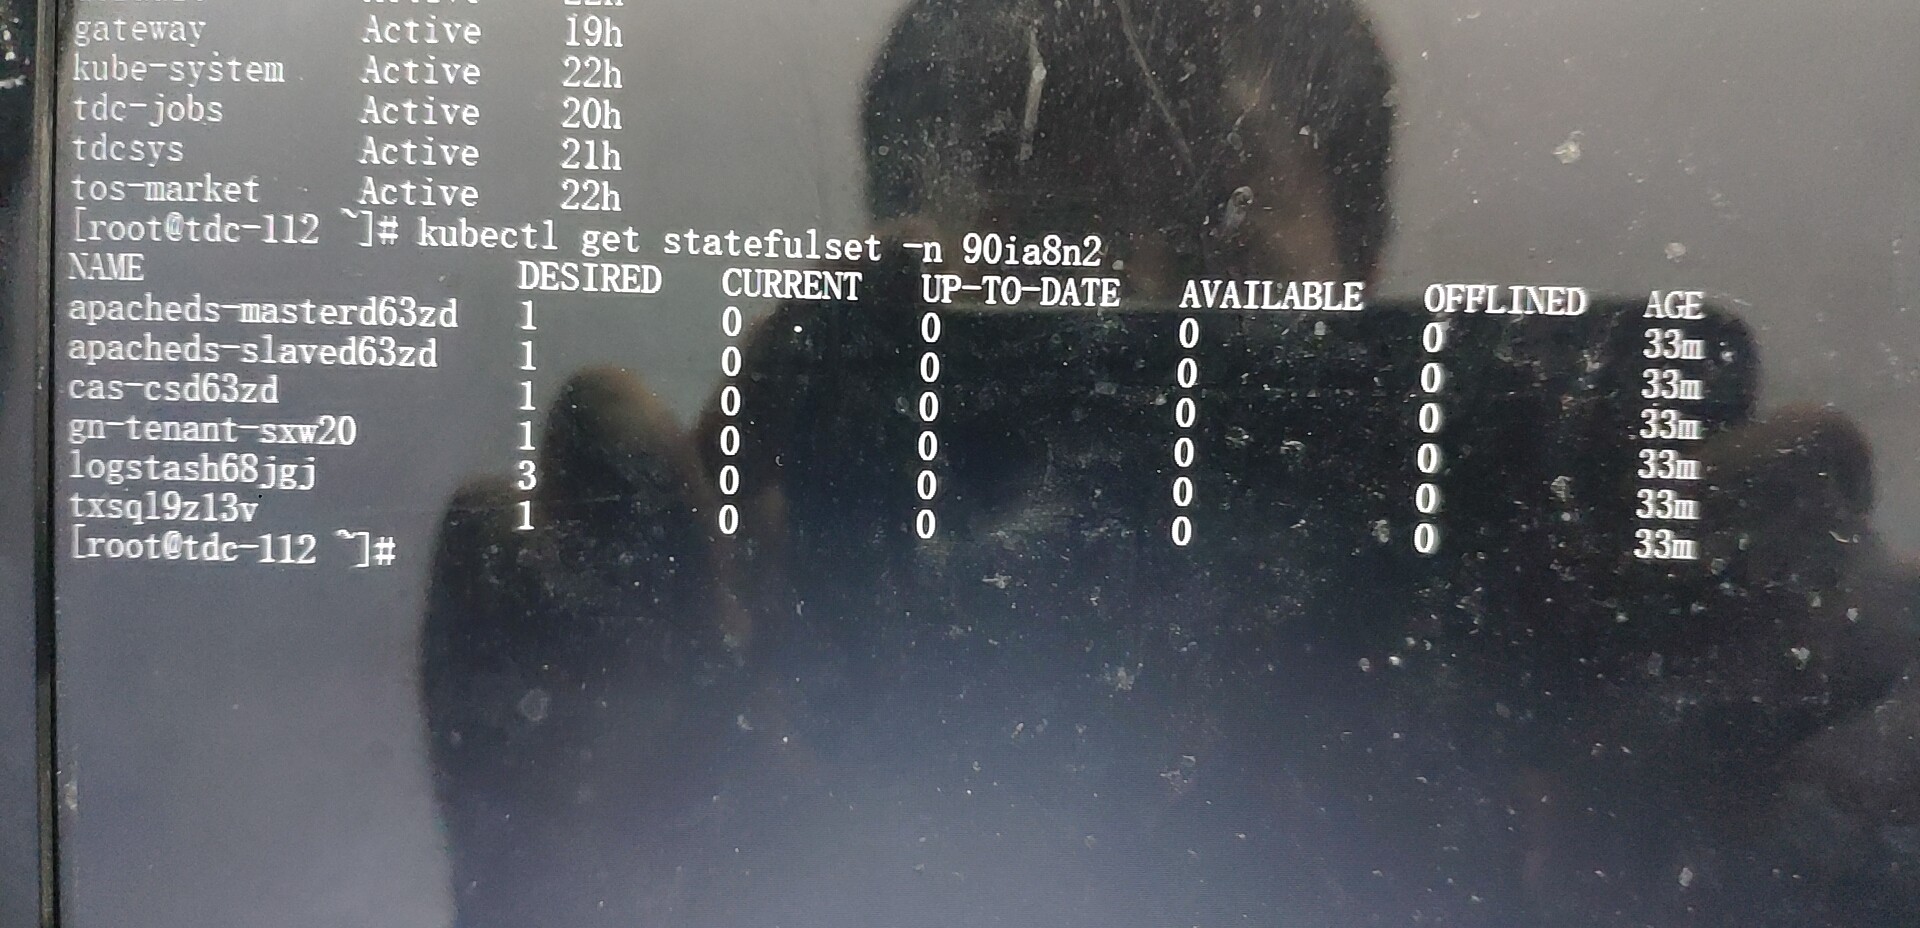 gateway Active 19h
kube-system Active 22h
tdc-jobs Active 20h
tdcsys Active 21h
tos-market Active 22h
[root@tdc-112 ~]# kubectl get statefulset -n 90ia8n2
NAME DESIRED CURRENT UP-TO-DATE AVAILABLE OFFLINED AGE
apacheds-masterd63zd 1 0 0 0 0 33m
apacheds-slaved63zd 1 0 0 0 0 33m
cas-csd63zd 1 0 0 0 0 33m
gn-tenant-sxw20 1 0 0 0 0 33m
logstash68jgj 3 0 0 0 0 33m
txsql9z13v 1 0 0 0 0 33m
[root@tdc-112 ~]#